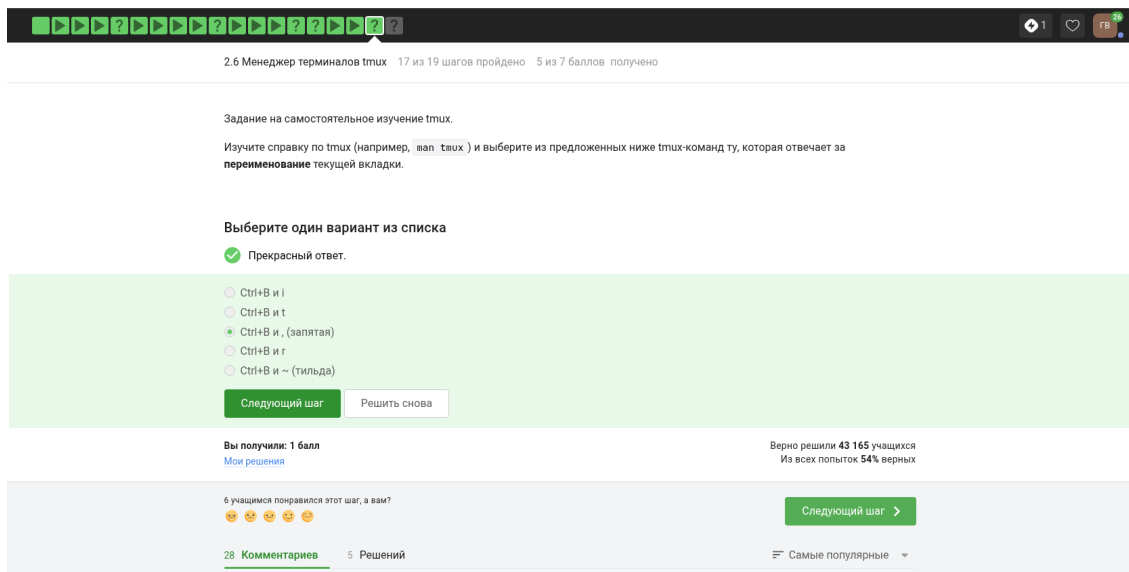 ? ? ? ? ? ?
1
ГВ
26
2.6 Менеджер терминалов tmux 17 из 19 шагов пройдено 5 из 7 баллов получено
Задание на самостоятельное изучение tmux.
Изучите справку по tmux (например, man tmux ) и выберите из предложенных ниже tmux-команд ту, которая отвечает за
переименование текущей вкладки.
Выберите один вариант из списка
Прекрасный ответ.
Ctrl+B и i
Ctrl+B и t
Ctrl+B и , (запятая)
Ctrl+B и r
Ctrl+B и ~ (тильда)
Следующий шаг Решить снова
Вы получили: 1 балл Верно решили 43 165 учащихся
Мои решения Из всех попыток 54% верных
6 учащимся понравился этот шаг, а вам?
Следующий шаг
28 Комментариев 5 Решений Самые популярные